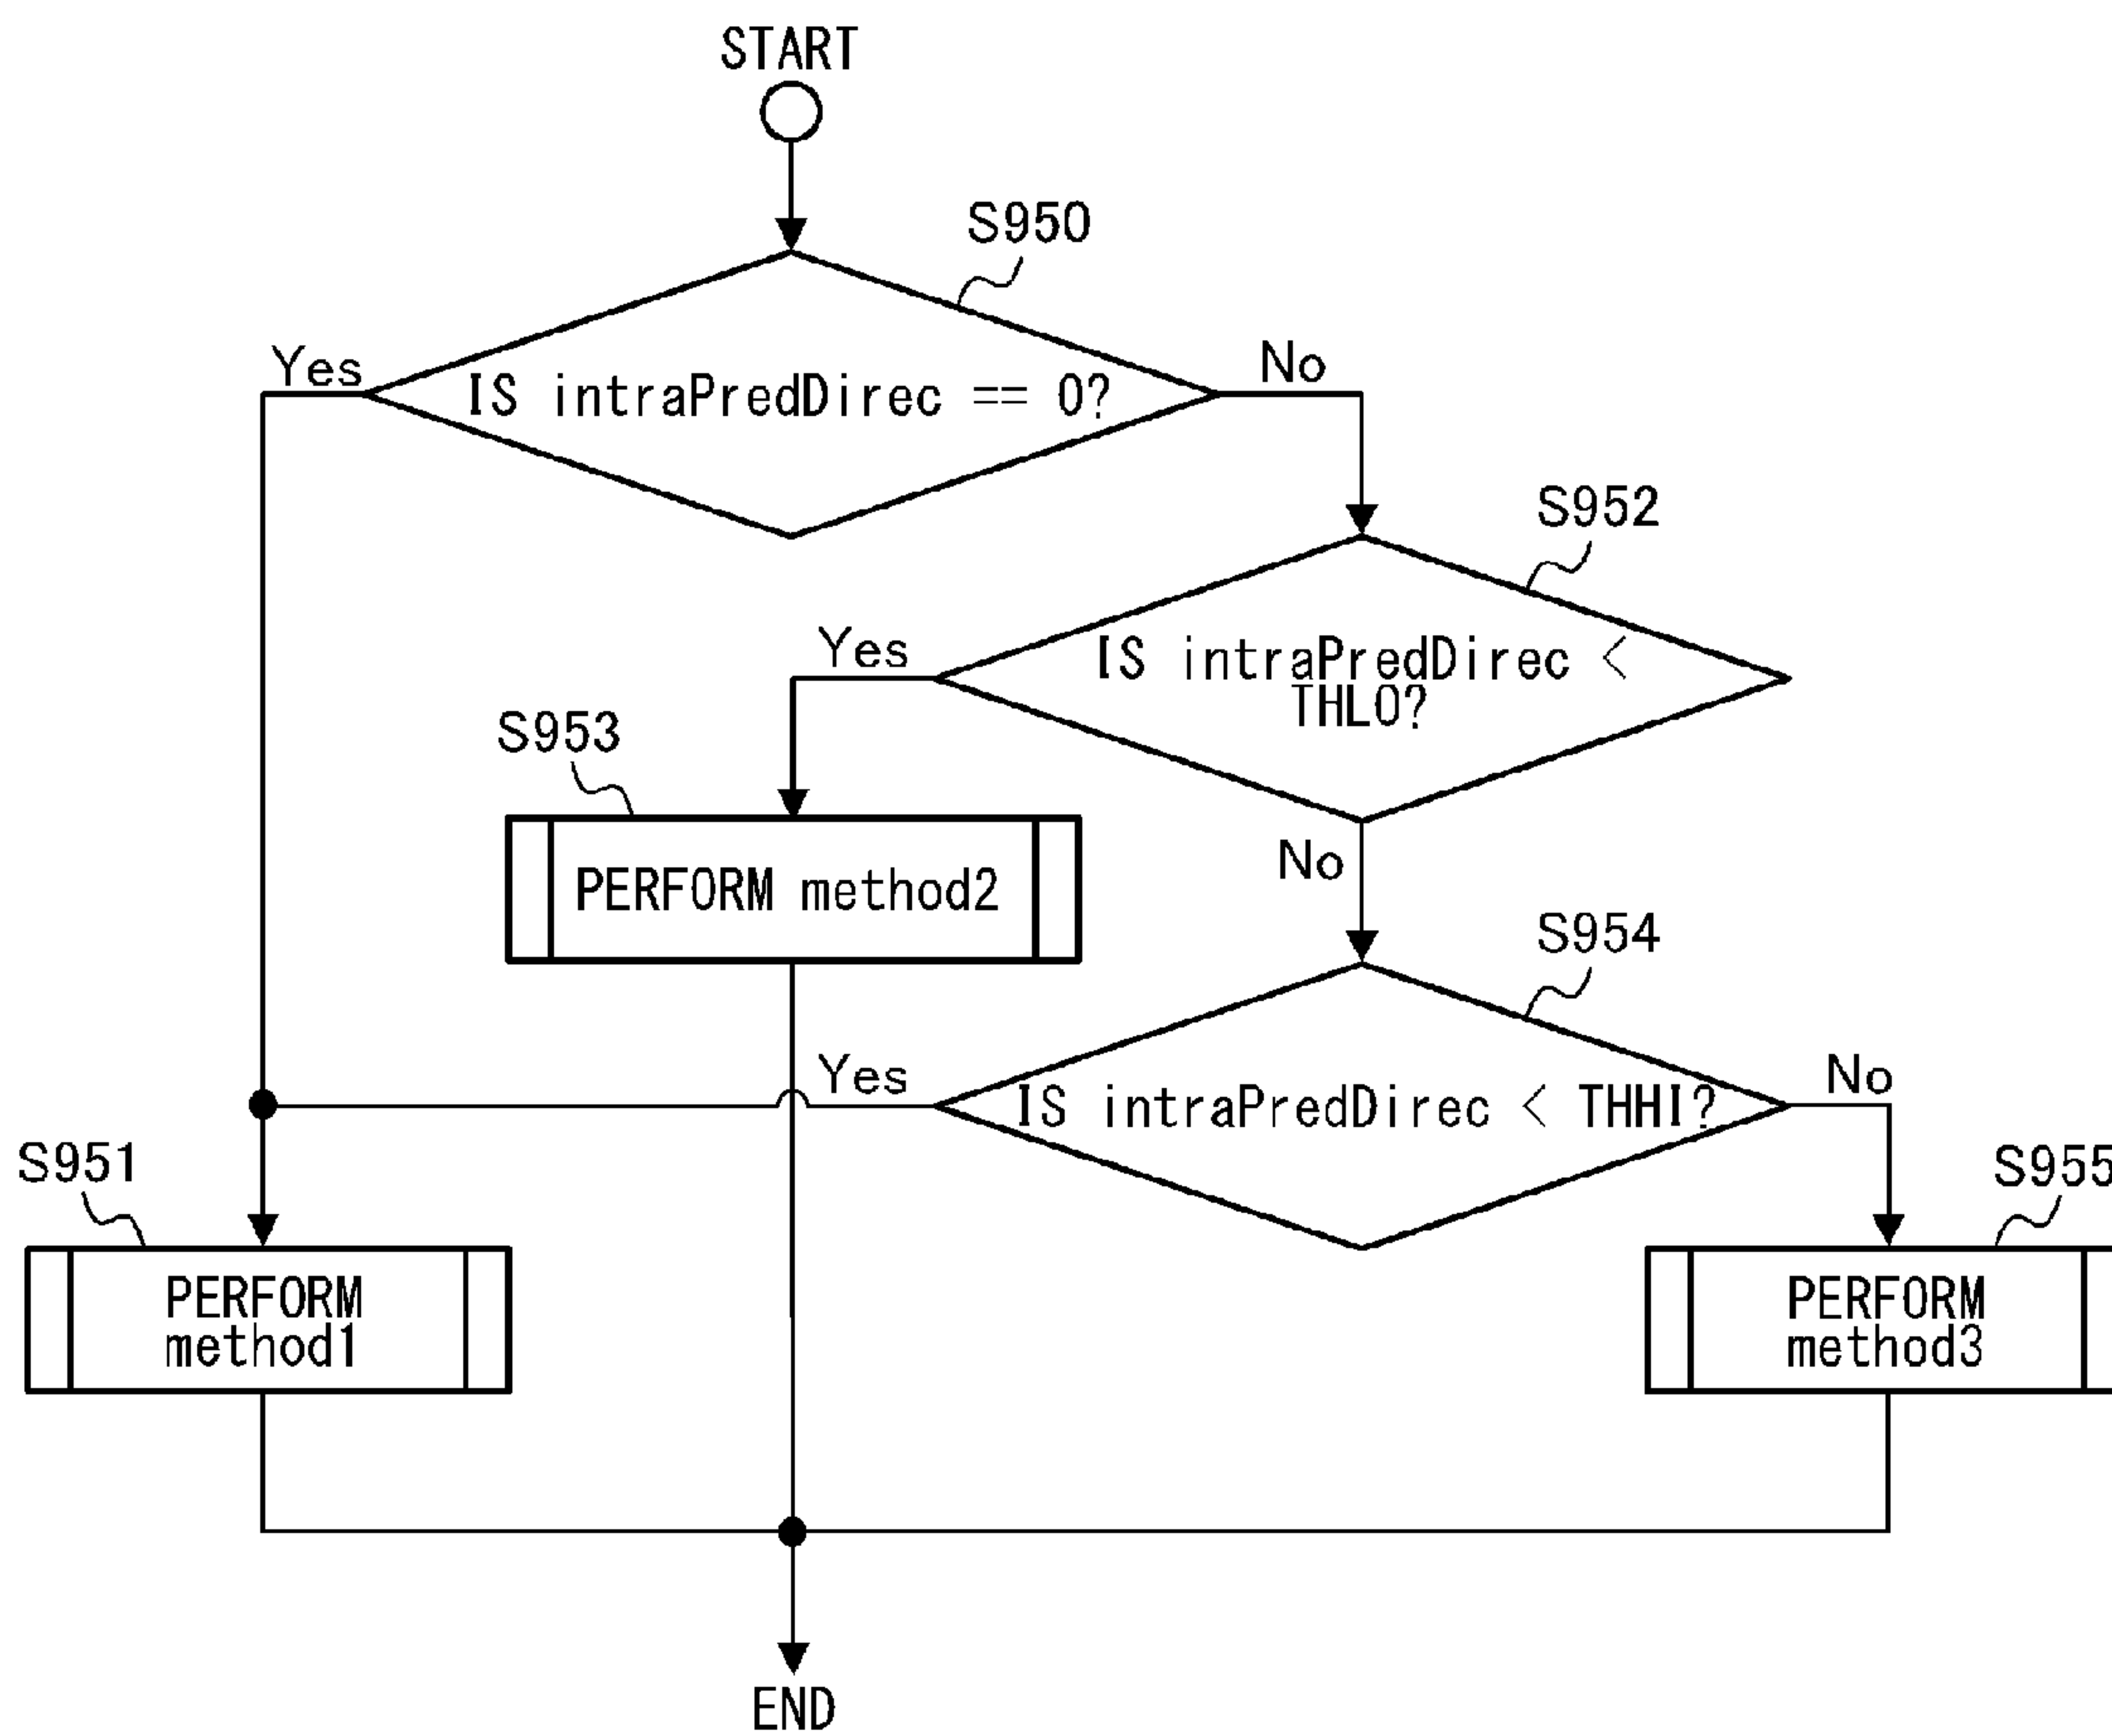 START
S950
Yes
No
IS intraPredDirec == 0?
S952
Yes
IS intraPredDirec <
THLO?
S953
No
PERFORM method2
S954
Yes
No
IS intraPredDirec < THHI?
S951
S955
PERFORM
method1
PERFORM
method3
END